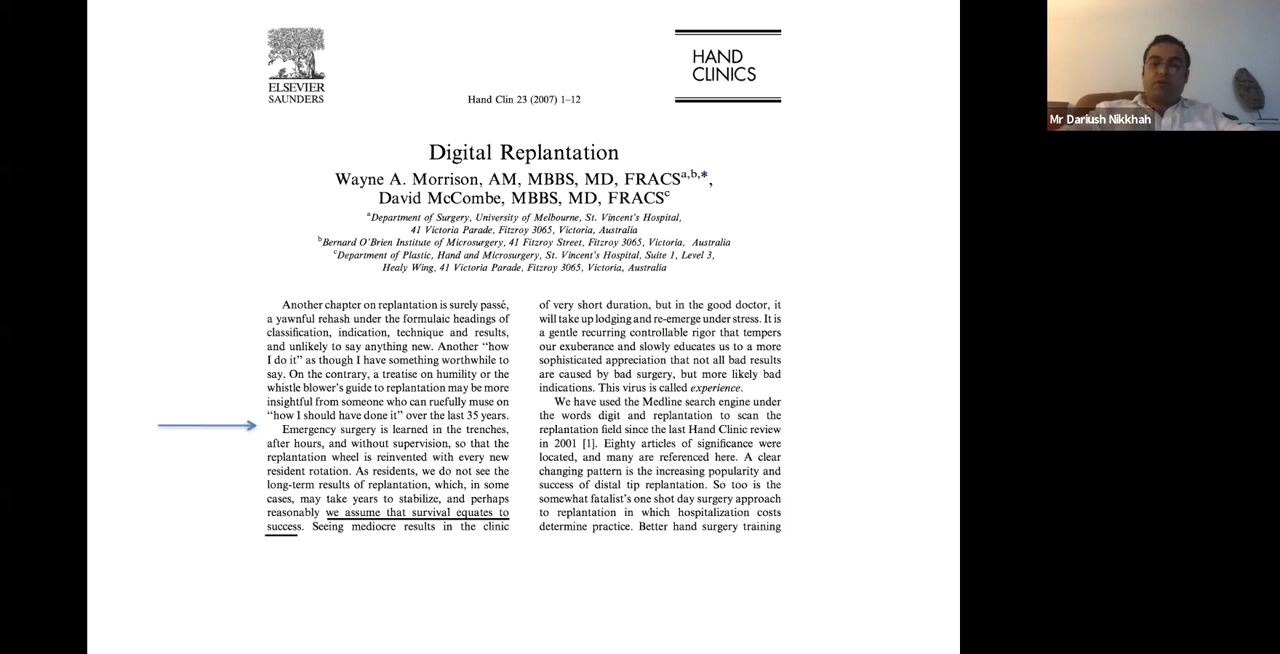 ELSEVIER
SAUNDERS
HAND
CLINICS
Hand Clin 23 (2007) 1–12
Digital Replantation
Wayne A. Morrison, AM, MBBS, MD, FRACSa,b,*,
David McCombe, MBBS, MD, FRACSc
aDepartment of Surgery, University of Melbourne, St. Vincent's Hospital,
41 Victoria Parade, Fitzroy 3065, Victoria, Australia
bBernard O'Brien Institute of Microsurgery, 41 Fitzroy Street, Fitzroy 3065, Victoria, Australia
cDepartment of Plastic, Hand and Microsurgery, St. Vincent's Hospital, Suite 1, Level 3,
Healy Wing, 41 Victoria Parade, Fitzroy 3065, Victoria, Australia
Another chapter on replantation is surely passé,
a yawnful rehash under the formulaic headings of
classification, indication, technique and results,
and unlikely to say anything new. Another “how
I do it” as though I have something worthwhile to
say. On the contrary, a treatise on humility or the
whistle blower's guide to replantation may be more
insightful from someone who can ruefully muse on
“how I should have done it” over the last 35 years.
Emergency surgery is learned in the trenches,
after hours, and without supervision, so that the
replantation wheel is reinvented with every new
resident rotation. As residents, we do not see the
long-term results of replantation, which, in some
cases, may take years to stabilize, and perhaps
reasonably we assume that survival equates to
success. Seeing mediocre results in the clinic
of very short duration, but in the good doctor, it
will take up lodging and re-emerge under stress. It is
a gentle recurring controllable rigor that tempers
our exuberance and slowly educates us to a more
sophisticated appreciation that not all bad results
are caused by bad surgery, but more likely bad
indications. This virus is called experience.
We have used the Medline search engine under
the words digit and replantation to scan the
replantation field since the last Hand Clinic review
in 2001 [1]. Eighty articles of significance were
located, and many are referenced here. A clear
changing pattern is the increasing popularity and
success of distal tip replantation. So too is the
somewhat fatalist's one shot day surgery approach
to replantation in which hospitalization costs
determine practice. Better hand surgery training
Mr Dariush Nikkhah